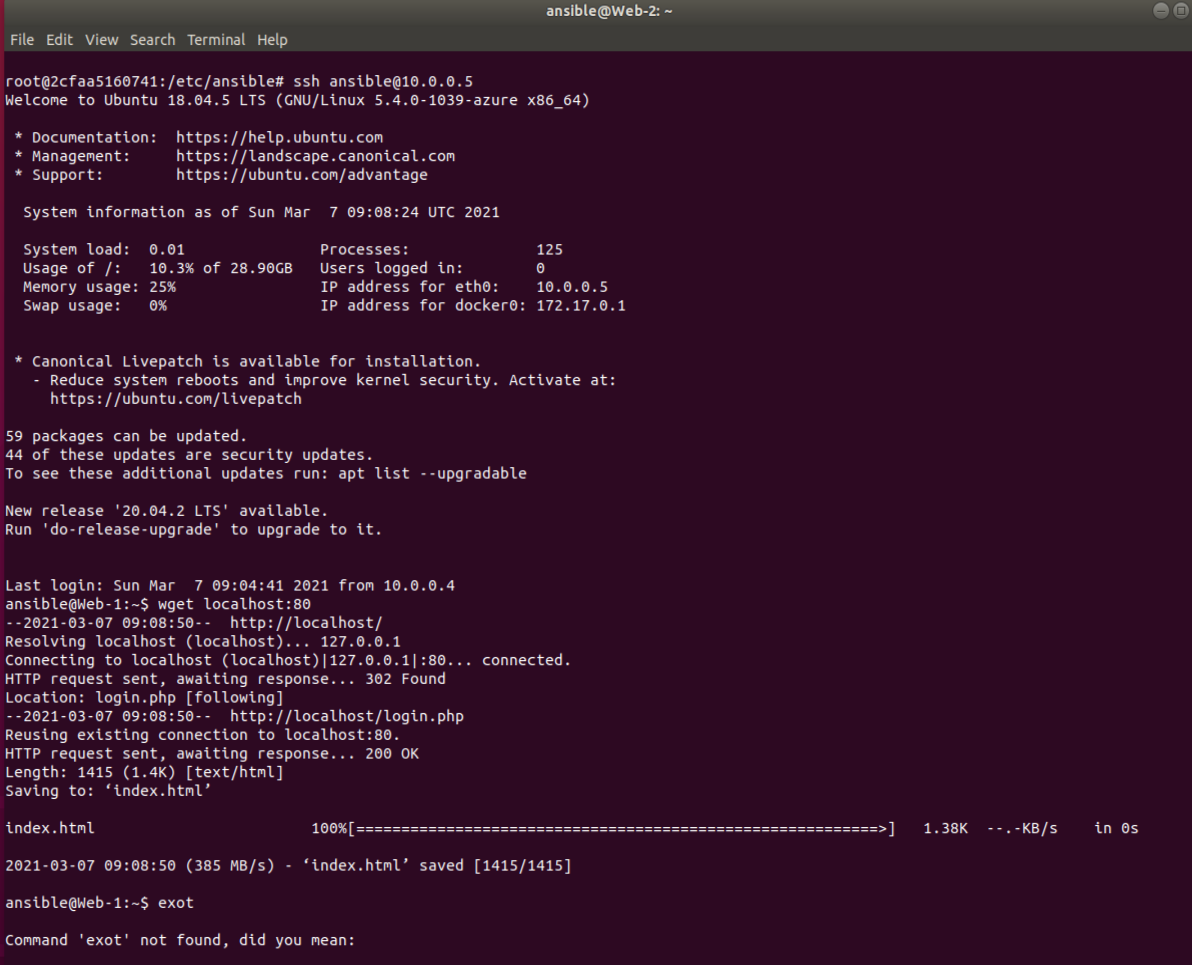 ansible@Web-2: ~
File Edit View Search Terminal Help
root@2cfaa5160741:/etc/ansible# ssh ansible@10.0.0.5
Welcome to Ubuntu 18.04.5 LTS (GNU/Linux 5.4.0-1039-azure x86_64)
* Documentation:  https://help.ubuntu.com
* Management:     https://landscape.canonical.com
* Support:        https://ubuntu.com/advantage
System information as of Sun Mar  7 09:08:24 UTC 2021
System load:  0.01               Processes:              125
Usage of /:   10.3% of 28.90GB   Users logged in:        0
Memory usage: 25%                IP address for eth0:    10.0.0.5
Swap usage:   0%                 IP address for docker0: 172.17.0.1
* Canonical Livepatch is available for installation.
- Reduce system reboots and improve kernel security. Activate at:
https://ubuntu.com/livepatch
59 packages can be updated.
44 of these updates are security updates.
To see these additional updates run: apt list --upgradable
New release '20.04.2 LTS' available.
Run 'do-release-upgrade' to upgrade to it.
Last login: Sun Mar  7 09:04:41 2021 from 10.0.0.4
ansible@Web-1:~$ wget localhost:80
--2021-03-07 09:08:50--  http://localhost/
Resolving localhost (localhost)... 127.0.0.1
Connecting to localhost (localhost)|127.0.0.1|:80... connected.
HTTP request sent, awaiting response... 302 Found
Location: login.php [following]
--2021-03-07 09:08:50--  http://localhost/login.php
Reusing existing connection to localhost:80.
HTTP request sent, awaiting response... 200 OK
Length: 1415 (1.4K) [text/html]
Saving to: ‘index.html’
index.html                        100%[==========================================================>]   1.38K  --.-KB/s    in 0s
2021-03-07 09:08:50 (385 MB/s) - ‘index.html’ saved [1415/1415]
ansible@Web-1:~$ exot
Command 'exot' not found, did you mean: